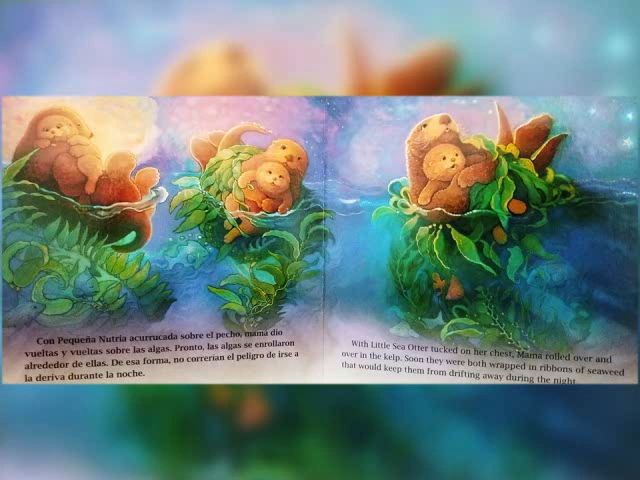 Con Pequeña Nutria acurrucada sobre el pecho, mamá dio
vueltas y vueltas sobre las algas. Pronto, las algas se enrollaron
alrededor de ellas. De esa forma, no correrían el peligro de irse a
la deriva durante la noche.
With Little Sea Otter tucked on her chest, Mama rolled over and
over in the kelp. Soon they were both wrapped in ribbons of seaweed
that would keep them from drifting away during the night